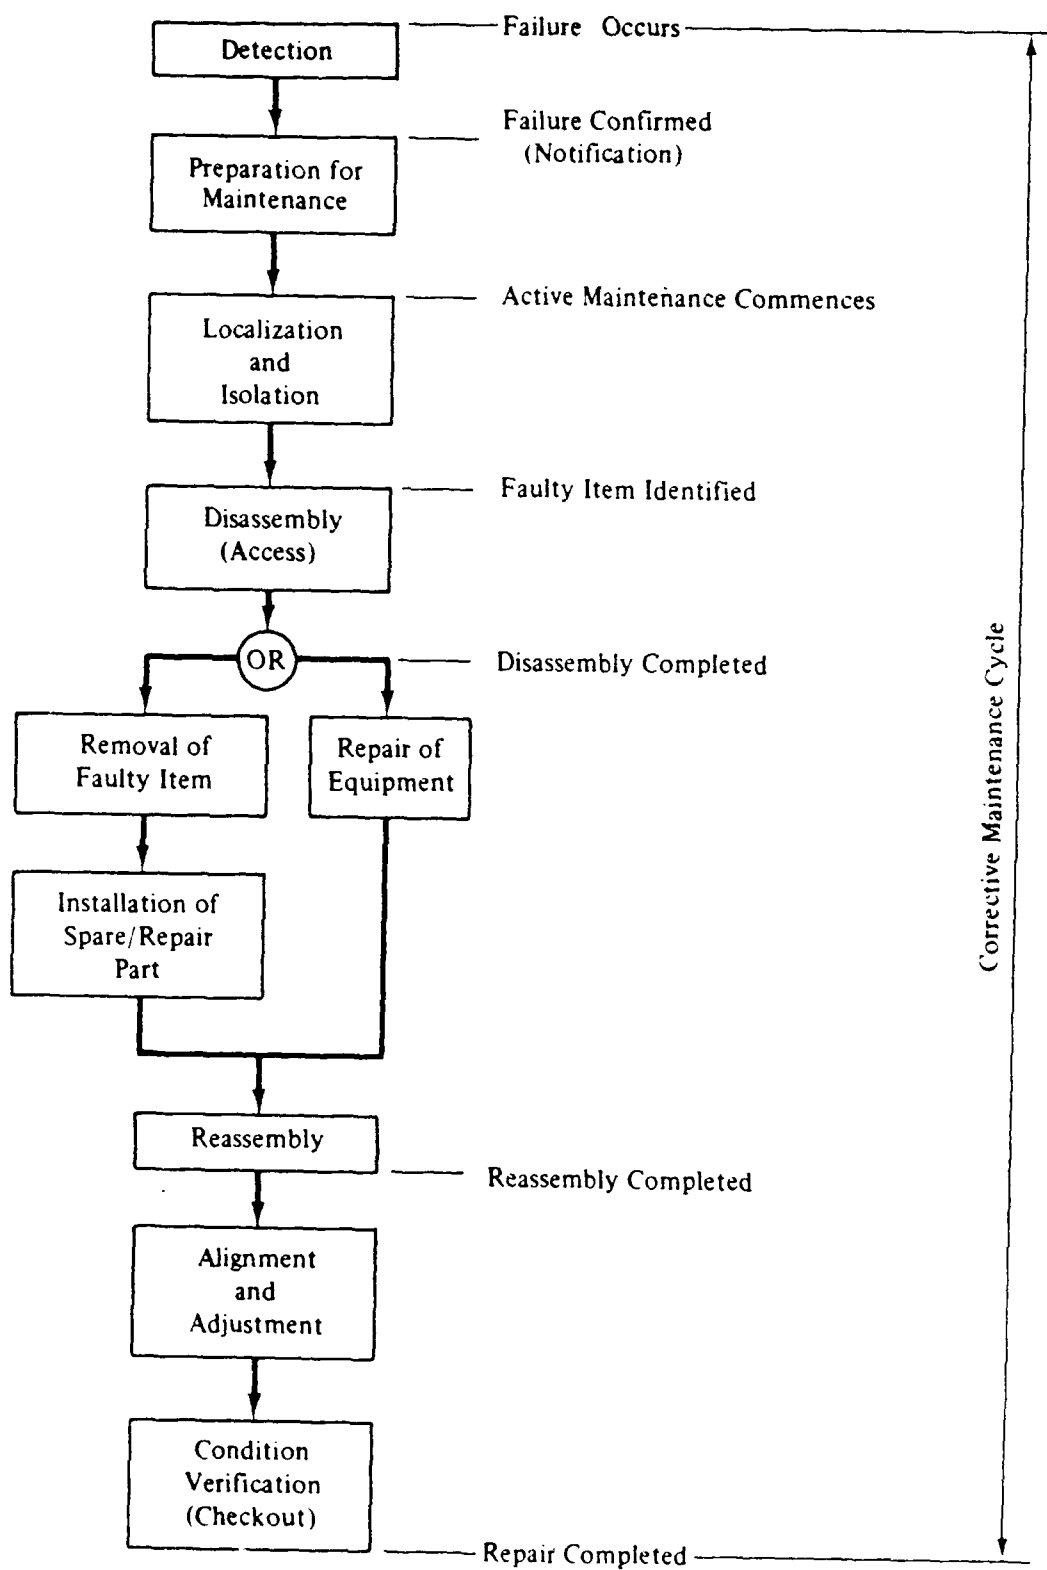 Failure Occurs
Detection
Failure Confirmed
(Notification)
Preparation for
Maintenance
Active Maintenance Commences
Localization
and
Isolation
Faulty Item Identified
Disassembly
(Access)
OR
Disassembly Completed
Removal of
Faulty Item
Repair of
Equipment
Installation of
Spare/Repair
Part
Corrective Maintenance Cycle
Reassembly
Reassembly Completed
Alignment
and
Adjustment
Condition
Verification
(Checkout)
Repair Completed